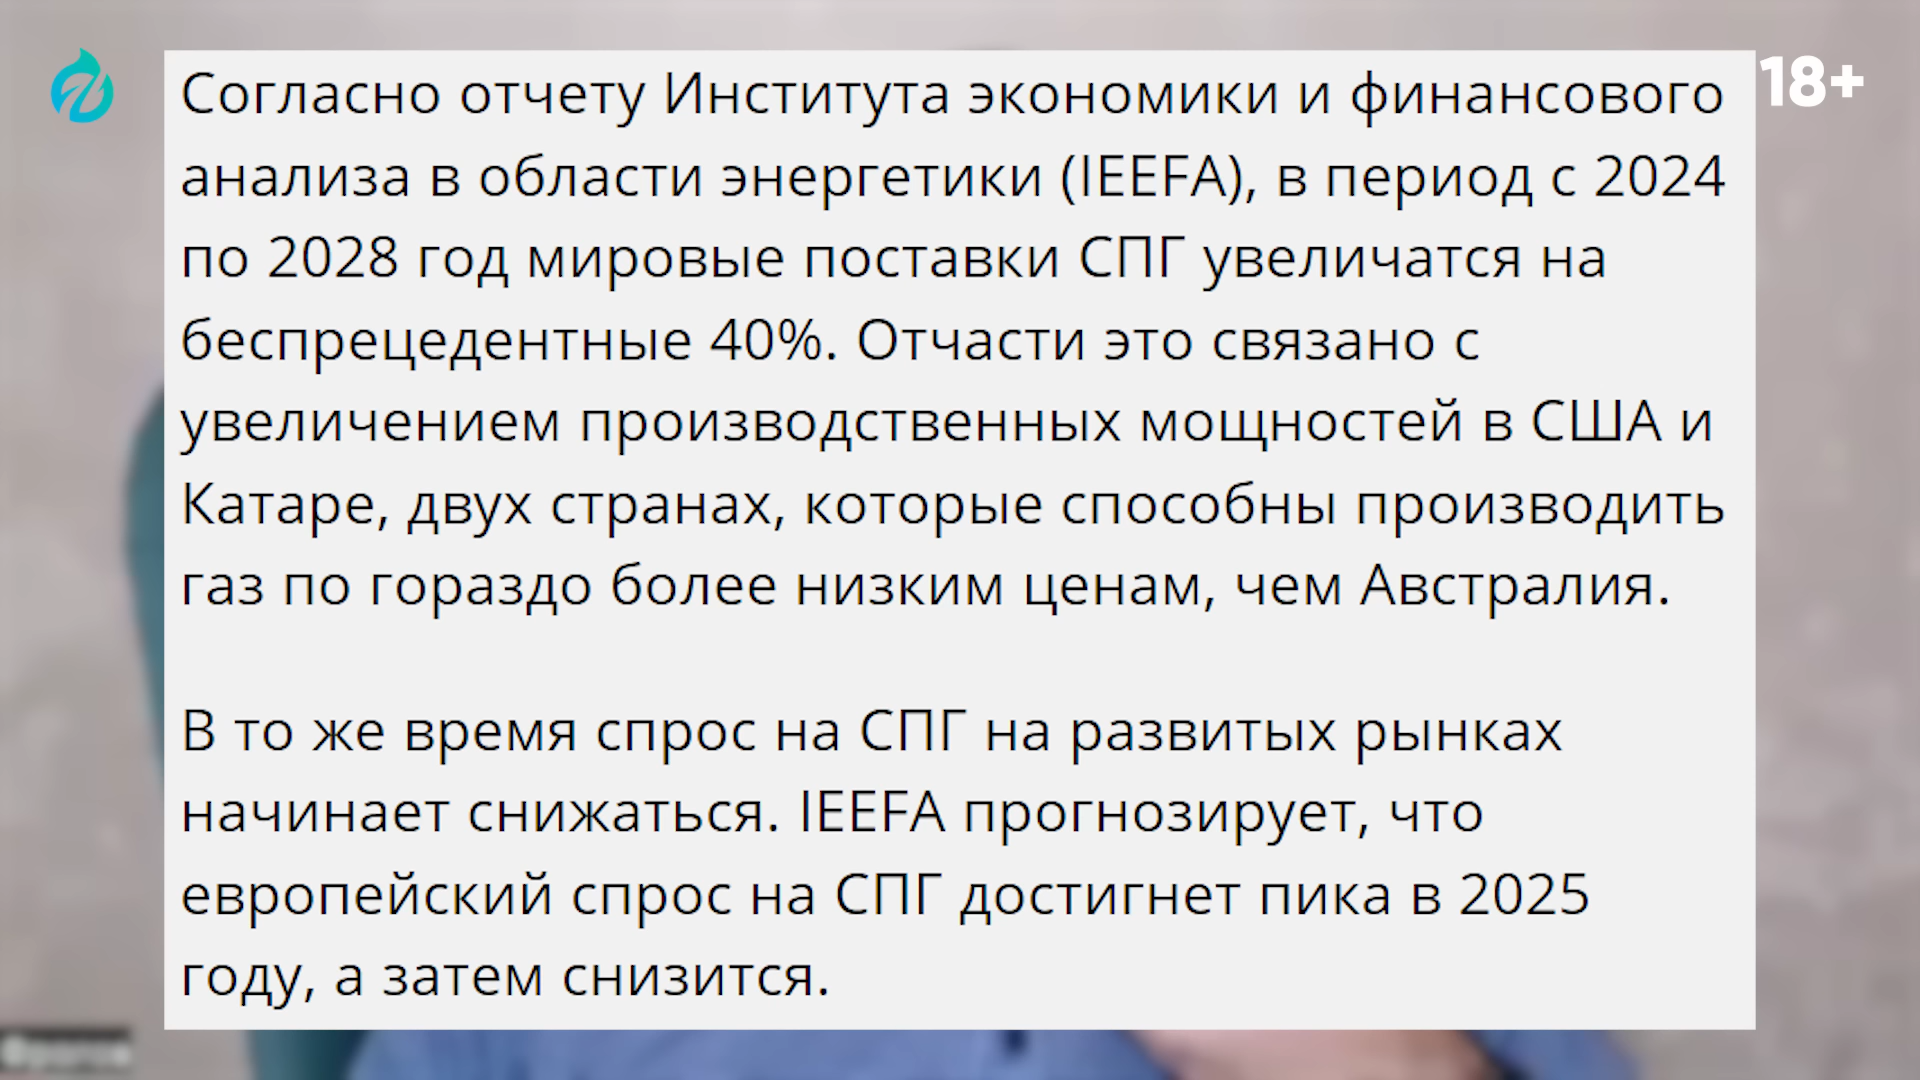 Согласно отчету Института экономики и финансового
анализа в области энергетики (IEEFA), в период с 2024
по 2028 год мировые поставки СПГ увеличатся на
беспрецедентные 40%. Отчасти это связано с
увеличением производственных мощностей в США и
Катаре, двух странах, которые способны производить
газ по гораздо более низким ценам, чем Австралия.
В то же время спрос на СПГ на развитых рынках
начинает снижаться. IEEFA прогнозирует, что
европейский спрос на СПГ достигнет пика в 2025
году, а затем снизится.
18+